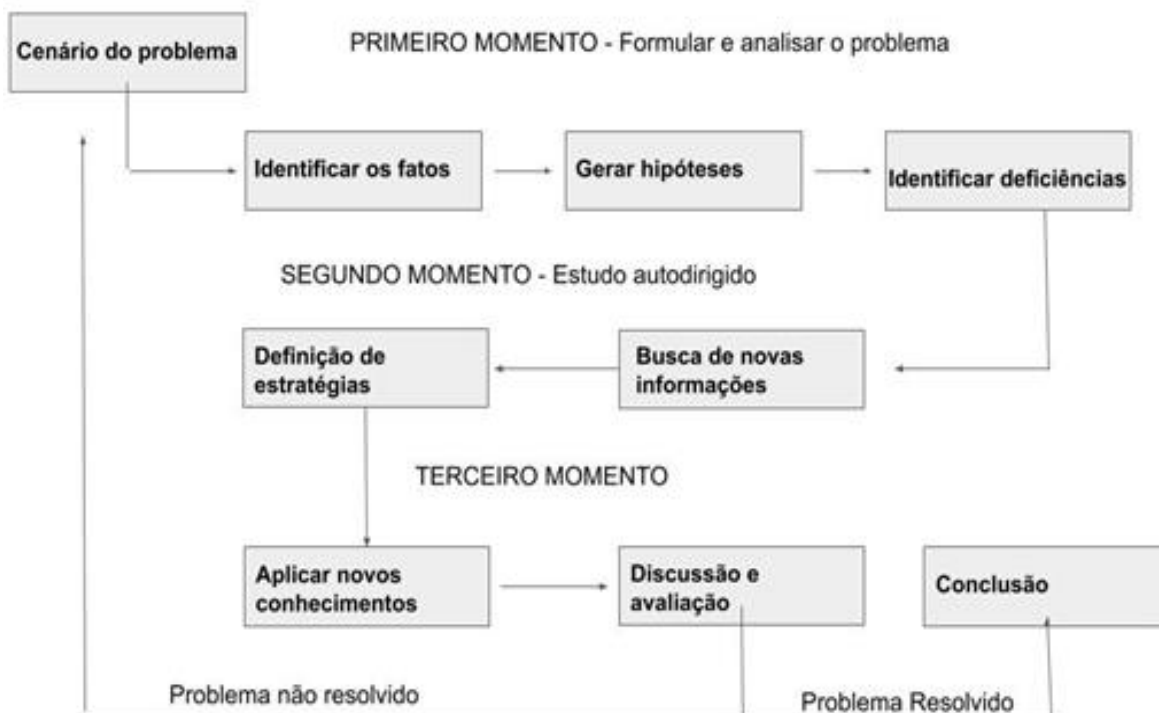 Cenário do problema
PRIMEIRO MOMENTO - Formular e analisar o problema
Identificar os fatos
Gerar hipóteses
Identificar deficiências
SEGUNDO MOMENTO - Estudo autodirigido
Definição de
estratégias
Busca de novas
informações
TERCEIRO MOMENTO
Aplicar novos
conhecimentos
Discussão e
avaliação
Conclusão
Problema não resolvido
Problema Resolvido